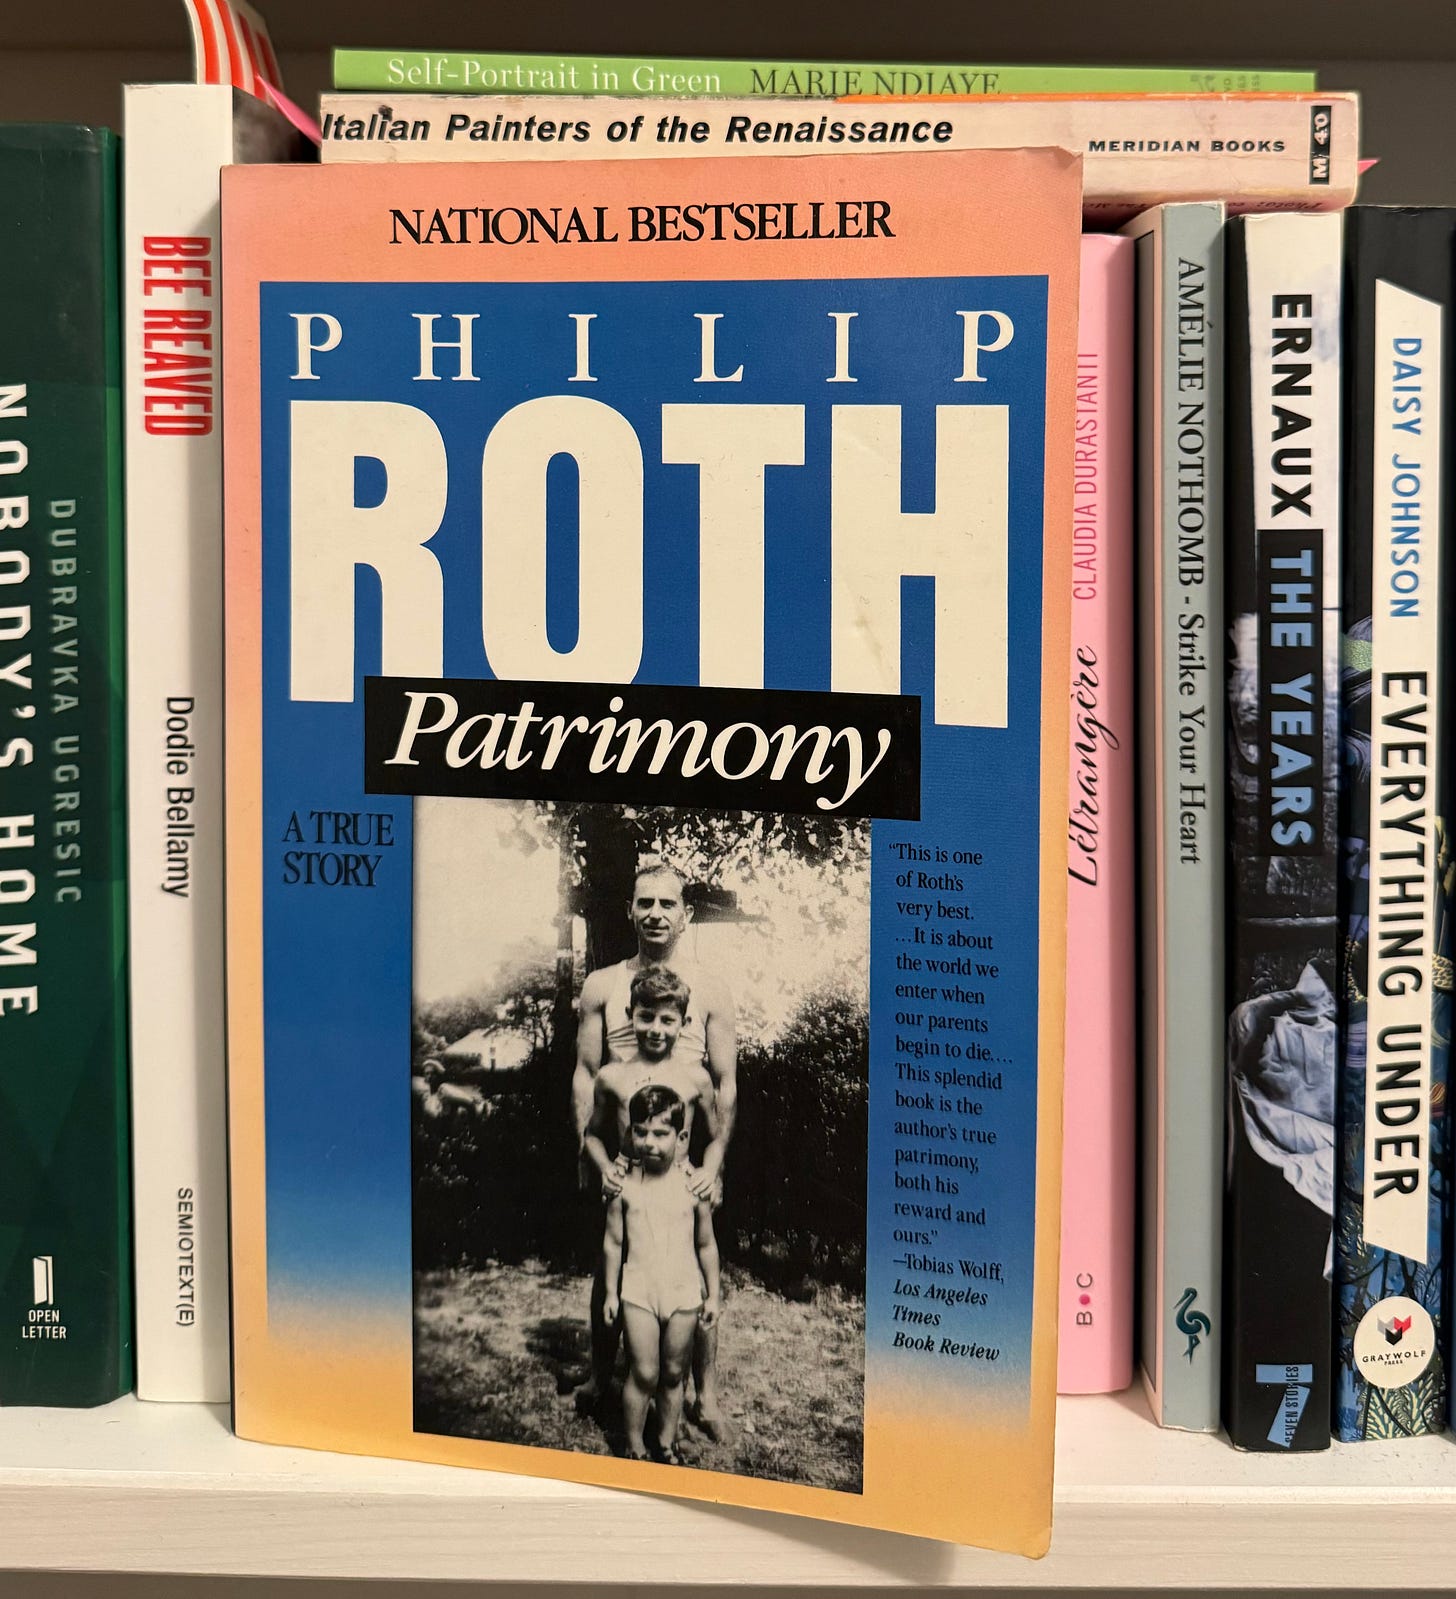 Self-Portrait in Green MARIE NDIAYE
Italian Painters of the Renaissance MERIDIAN BOOKS M40
NOBODY'S HOME
DUBRAVKA UGRESIC
OPEN
LETTER
BEE REAVED Dodie Bellamy SEMIOTEXT(E)
NATIONAL BESTSELLER
PHILIP
ROTH
Patrimony
A TRUE
STORY
"This is one
of Roth's
very best.
...It is about
the world we
enter when
our parents
begin to die....
This splendid
book is the
author's true
patrimony,
both his
reward and
ours."
—Tobias Wolff,
Los Angeles
Times
Book Review
CLAUDIA DURASTANTI L'étrangère B•C
AMÉLIE NOTHOMB - Strike Your Heart
ERNAUX THE YEARS
7
SEVEN STORIES
DAISY JOHNSON EVERYTHING UNDER
GRAYWOLF
PRESS